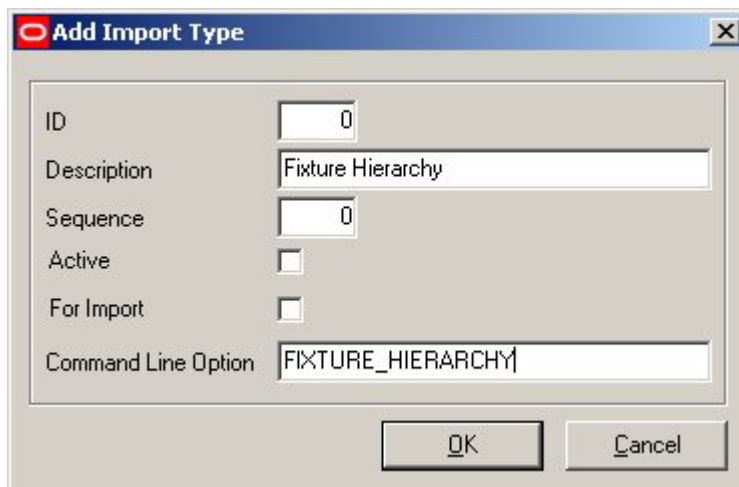 Add Import Type
ID 0
Description Fixture Hierarchy
Sequence 0
Active
For Import
Command Line Option FIXTURE_HIERARCHY
OK Cancel